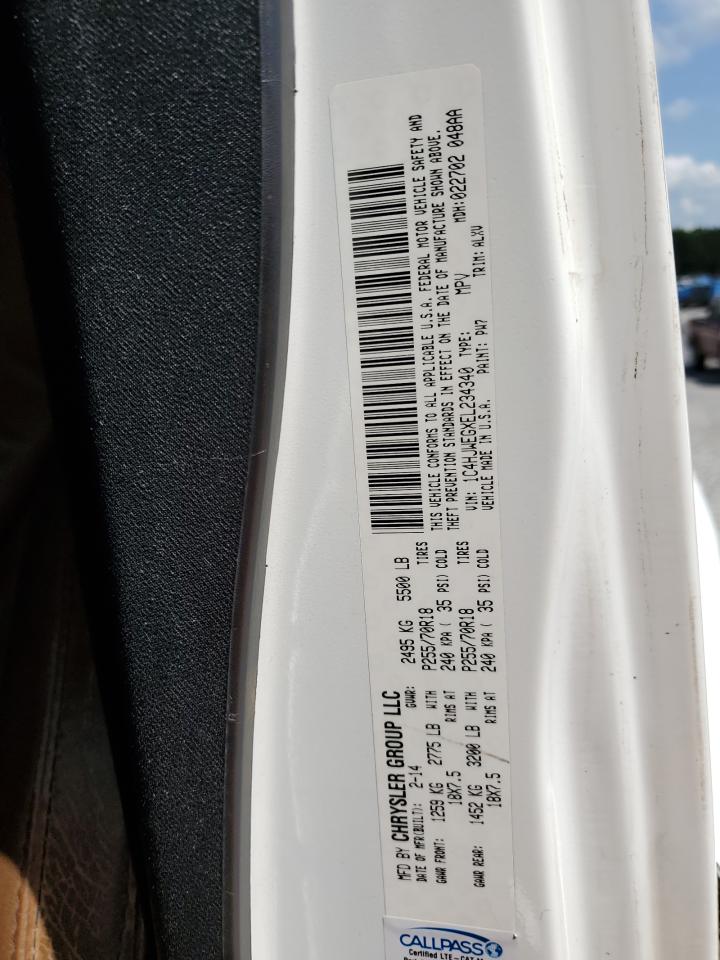 MFD BY CHRYSLER GROUP LLC
DATE OF MFR(BUILT): 2-14 GVWR: 2495 KG 5500 LB
GAWR FRONT: 1259 KG 2775 LB WITH P255/70R18 TIRES
18X7.5 RIMS AT 240 KPA ( 35 PSI) COLD
GAWR REAR: 1452 KG 3200 LB WITH P255/70R18 TIRES
18X7.5 RIMS AT 240 KPA ( 35 PSI) COLD
THIS VEHICLE CONFORMS TO ALL APPLICABLE U.S.A. FEDERAL MOTOR VEHICLE SAFETY AND
THEFT PREVENTION STANDARDS IN EFFECT ON THE DATE OF MANUFACTURE SHOWN ABOVE.
VIN: 1C4HJWEGXEL234340 TYPE: MPV MDH: 022702 048AA
VEHICLE MADE IN U.S.A. PAINT: PW7 TRIM: ALXV
CALLPASS
Certified LTE-CAT